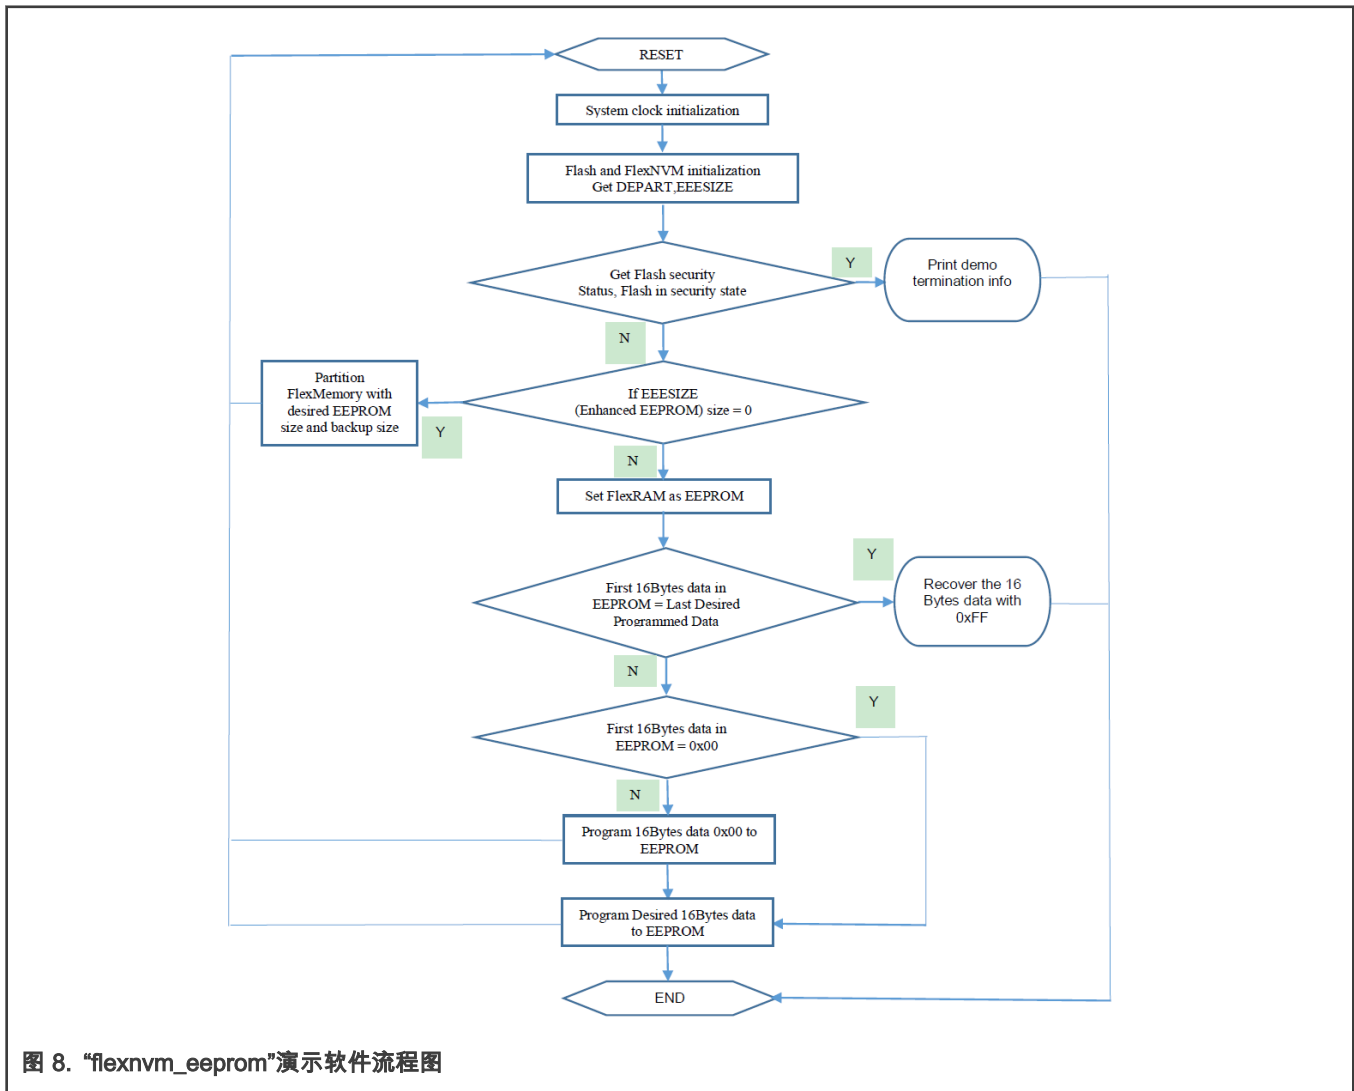 RESET
System clock initialization
Flash and FlexNVM initialization
Get DEPART,EEESIZE
Get Flash security
Status, Flash in security state
Y
Print demo
termination info
N
If EEESIZE
(Enhanced EEPROM) size = 0
Y
Partition
FlexMemory with
desired EEPROM
size and backup size
N
Set FlexRAM as EEPROM
First 16Bytes data in
EEPROM = Last Desired
Programmed Data
Y
Recover the 16
Bytes data with
0xFF
N
First 16Bytes data in
EEPROM = 0x00
Y
N
Program 16Bytes data 0x00 to
EEPROM
Program Desired 16Bytes data
to EEPROM
END
图 8. “flexnvm_eeprom”演示软件流程图